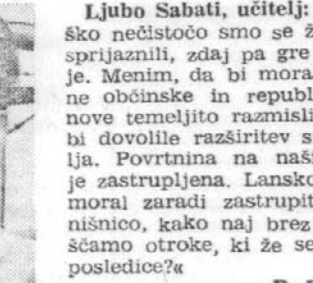 Ljubo Sabati, učitelj:
ško nečistočo smo se ž
sprijaznili, zdaj pa gre
je. Menim, da bi mora
ne občinske in republ
nove temeljito razmisli
bi dovolile razširitev s
lja. Povrtnina na naši
je zastrupljena. Lansko
moral zaradi zastrupit
nišnico, kako naj brez
ščamo otroke, ki že se
posledice?«